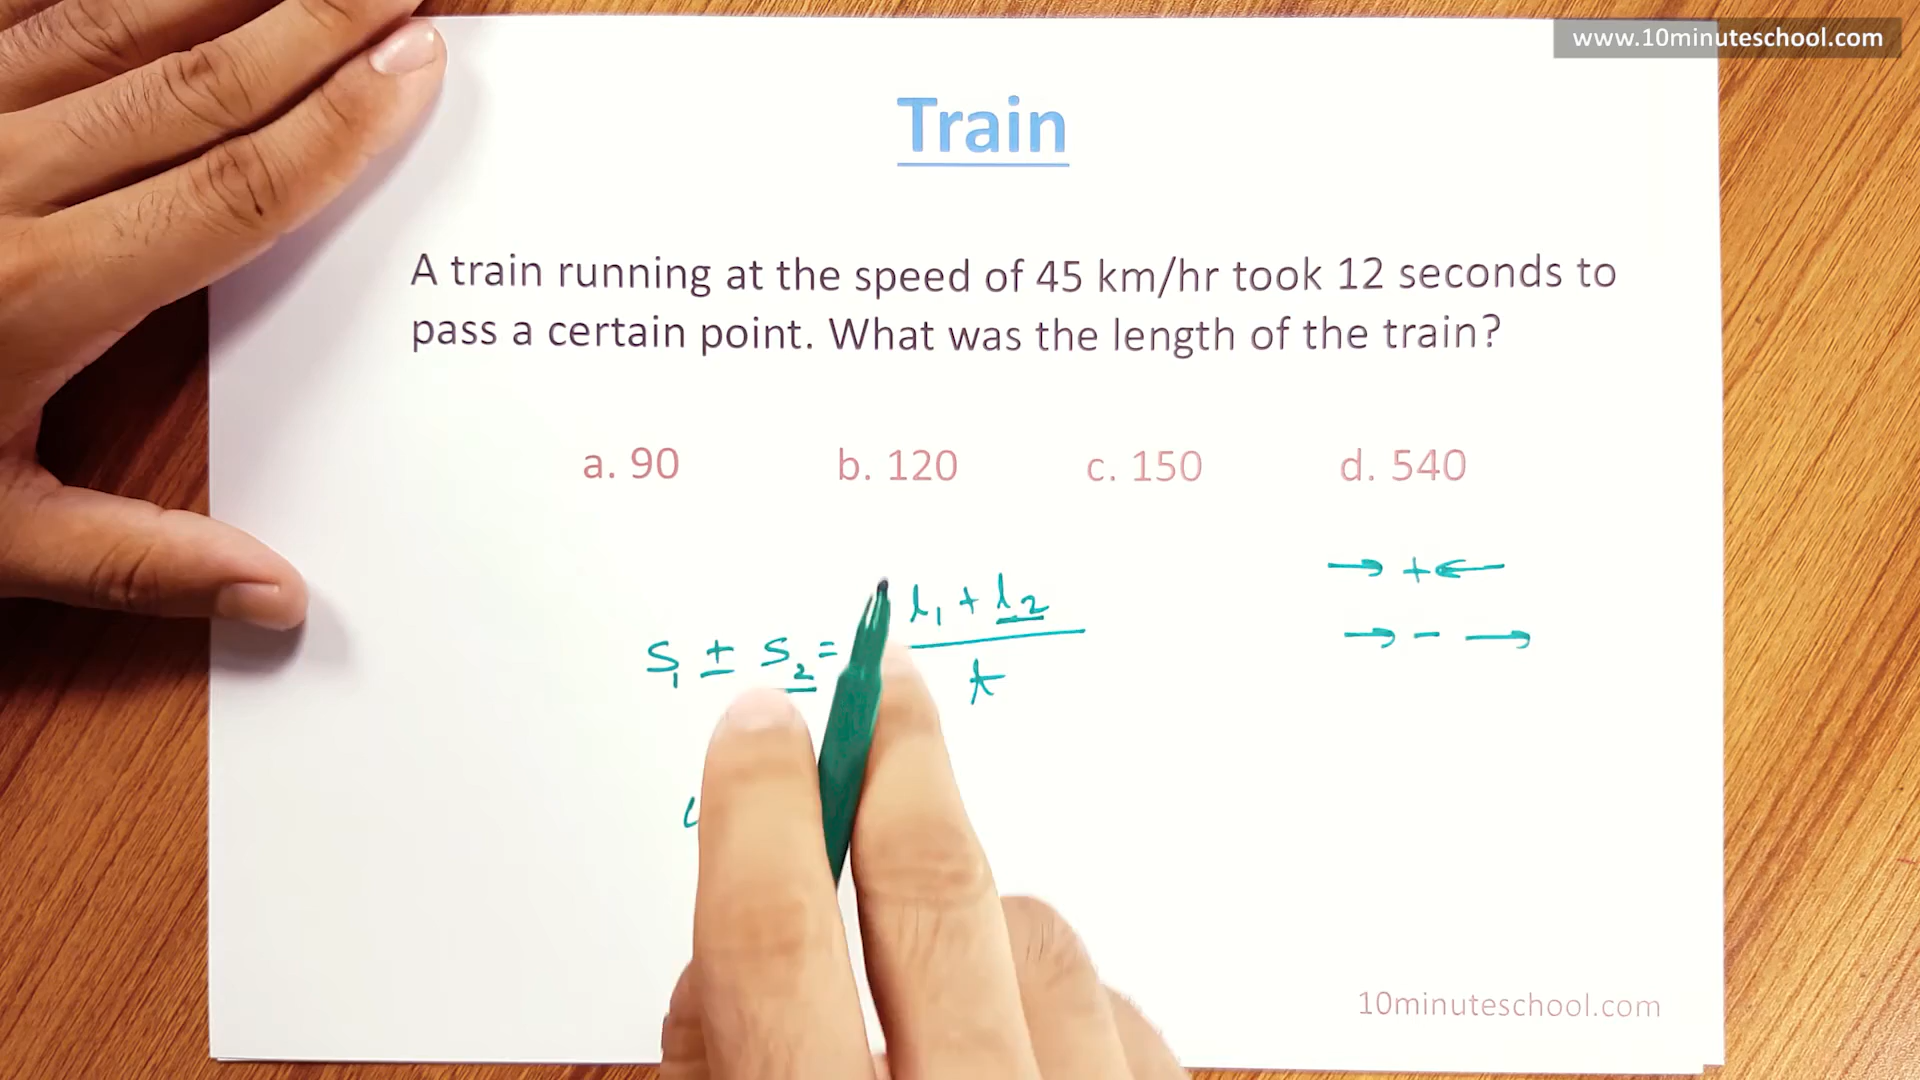 www.10minuteschool.com
Train
A train running at the speed of 45 km/hr took 12 seconds to
pass a certain point. What was the length of the train?
a. 90 b. 120 c. 150 d. 540
→ + ←
→ - →
l₁ + l₂
S₁ ± S₂ =
t
10minuteschool.com